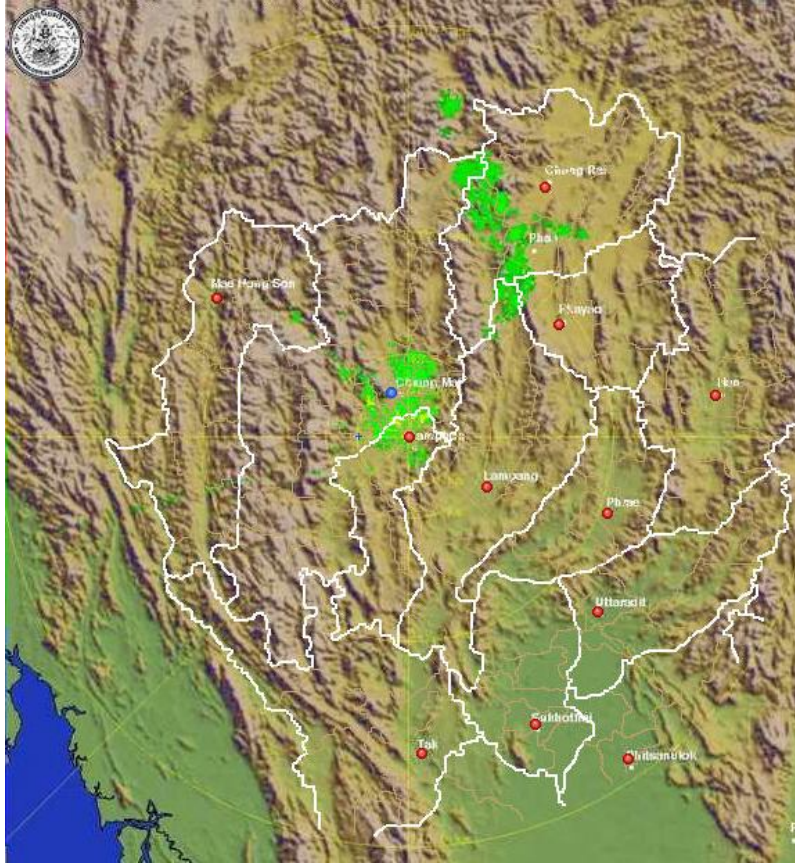 Chiang Rai
Mae Hong Son
Phayao
Chiang Mai
Nan
Lampang
Phrae
Uttaradit
Sukhothai
Tak
Phitsanulok